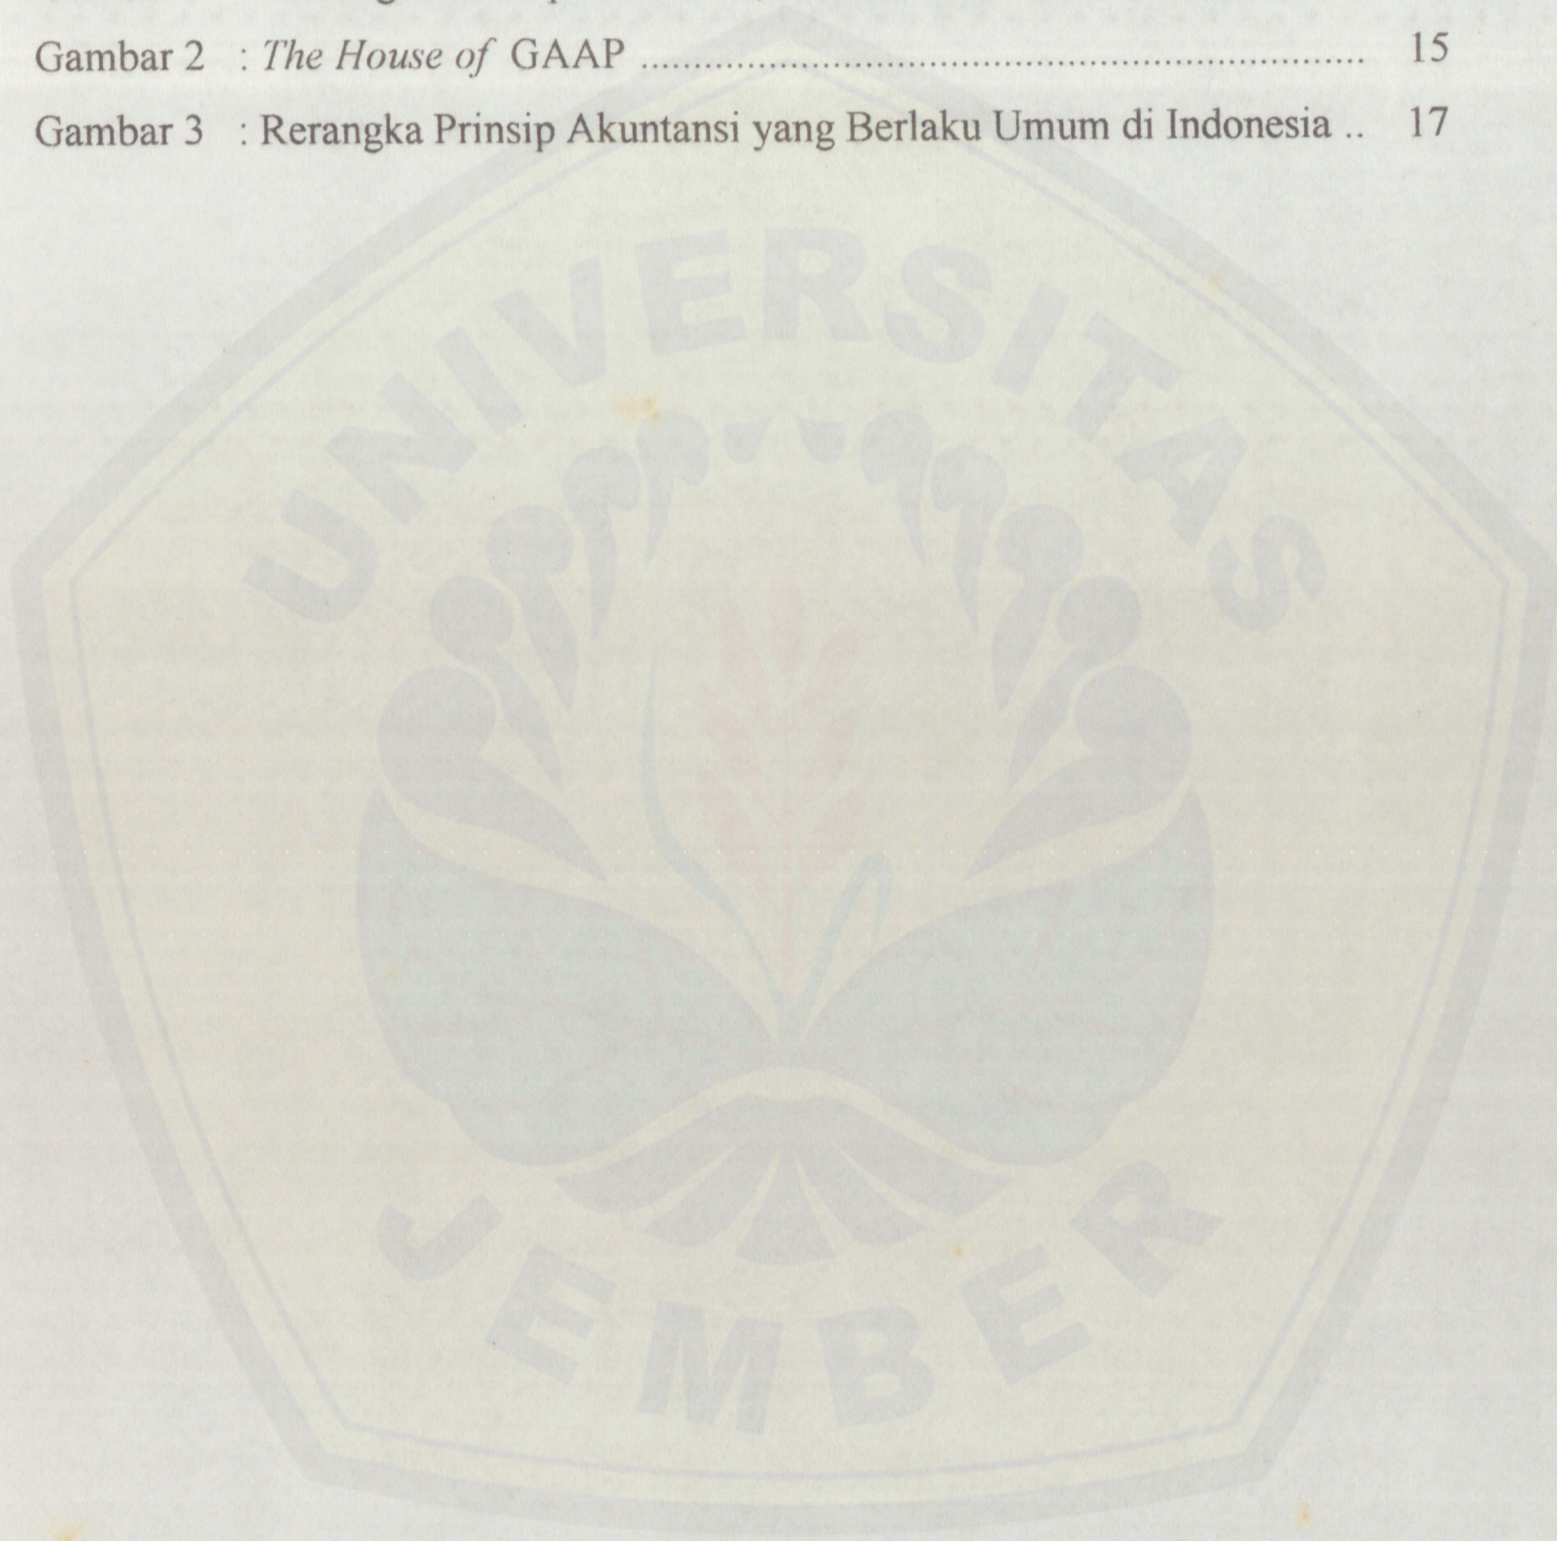 Gambar 2 : The House of GAAP ........................................................................ 15
Gambar 3 : Rerangka Prinsip Akuntansi yang Berlaku Umum di Indonesia .. 17
UNIVERSITAS
JEMBER